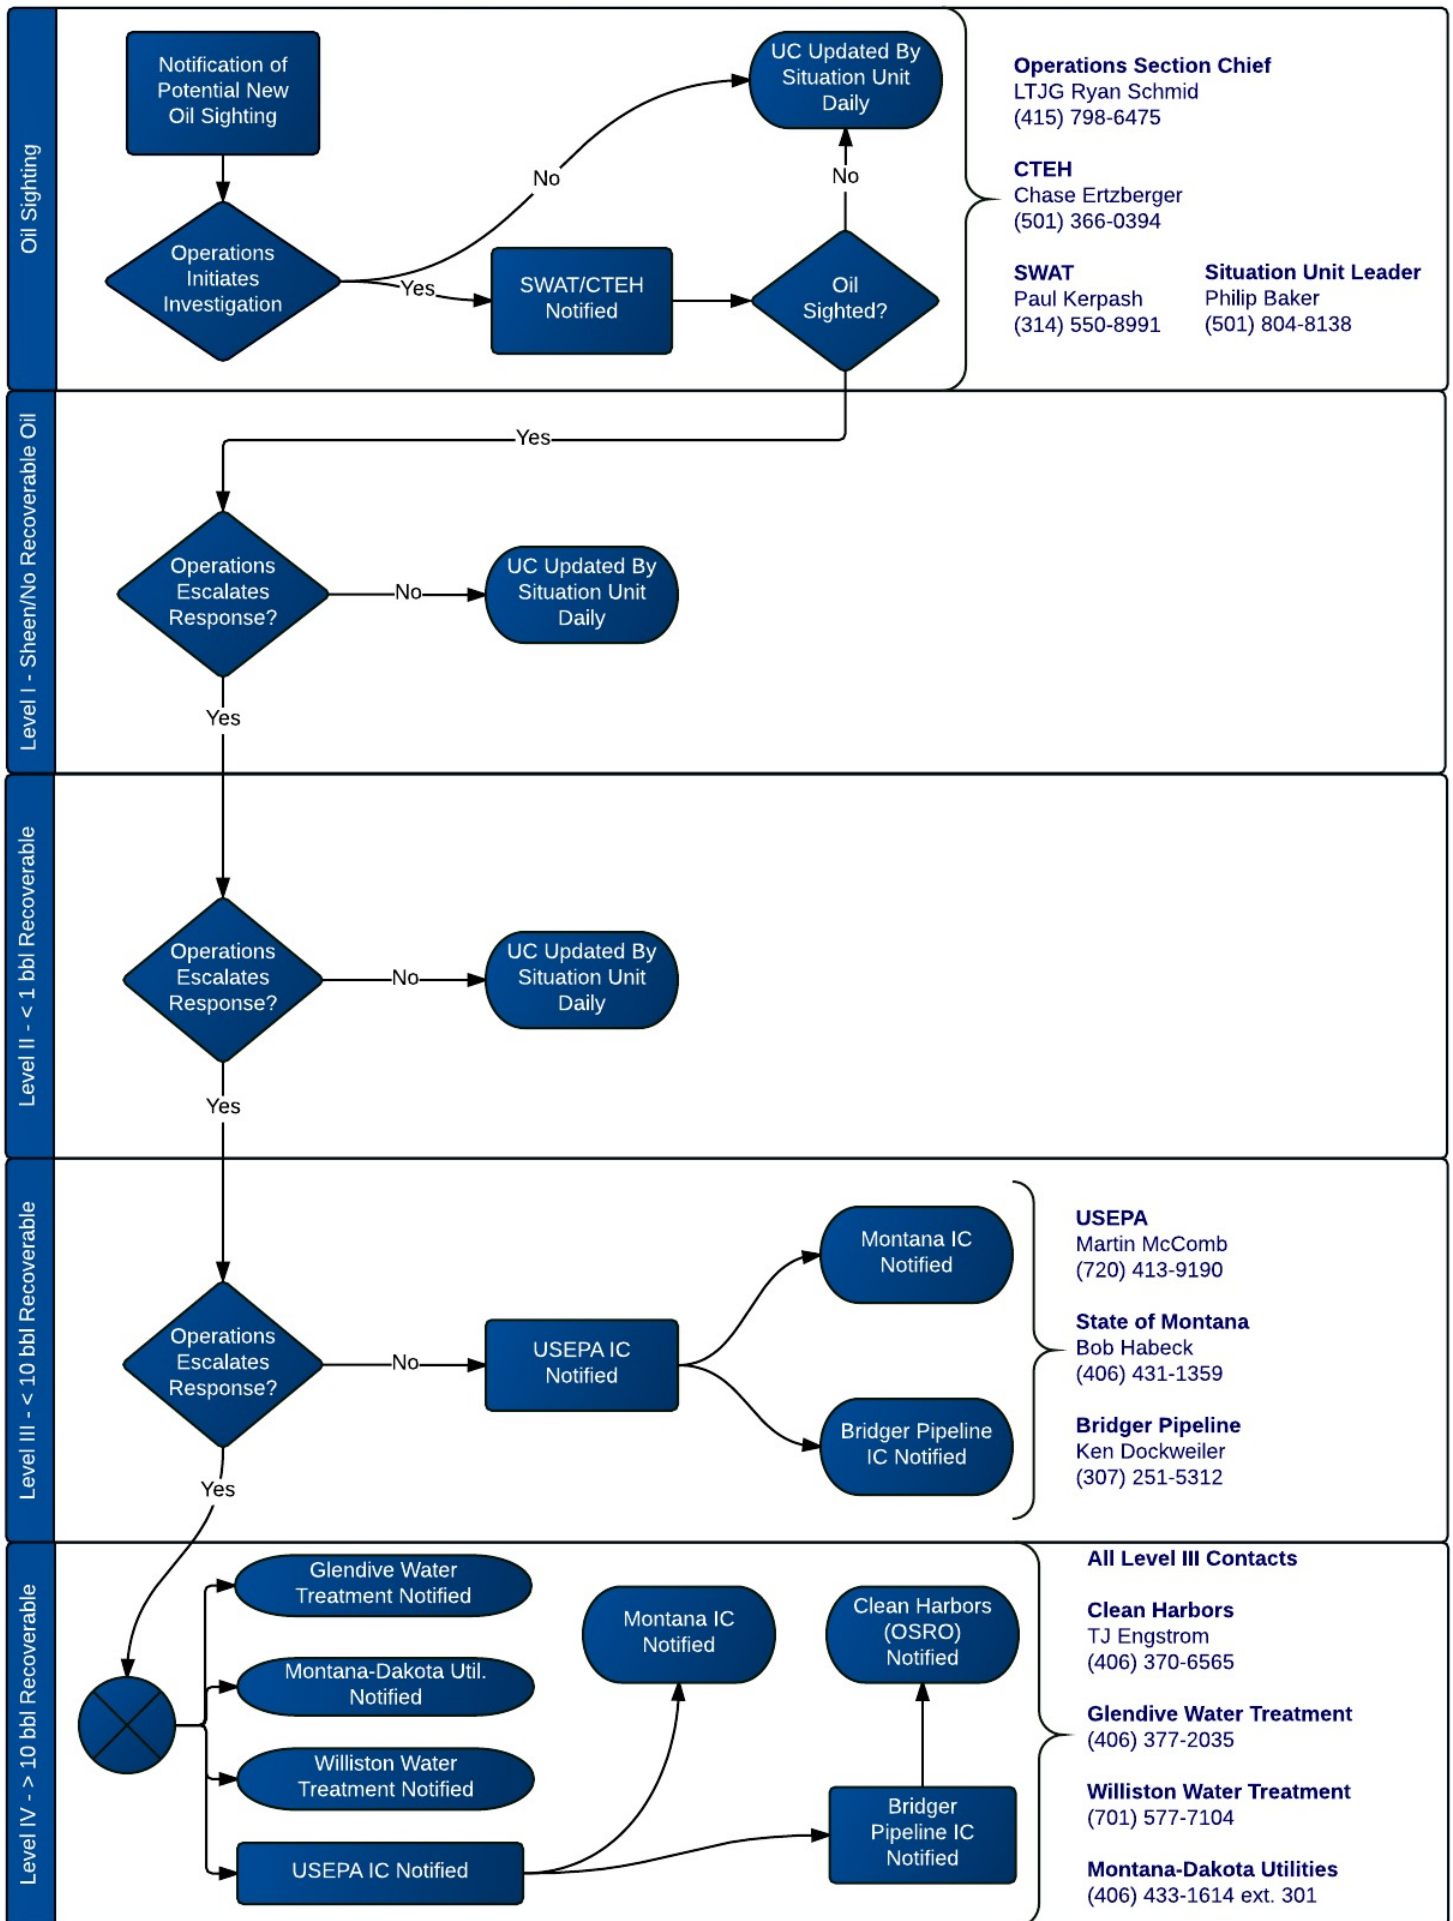 Oil Sighting
Notification of
Potential New
Oil Sighting
UC Updated By
Situation Unit
Daily
No
No
Operations
Initiates
Investigation
Yes
SWAT/CTEH
Notified
Oil
Sighted?
Operations Section Chief
LTJG Ryan Schmid
(415) 798-6475
CTEH
Chase Ertzberger
(501) 366-0394
SWAT
Paul Kerpash
(314) 550-8991
Situation Unit Leader
Philip Baker
(501) 804-8138
Level I - Sheen/No Recoverable Oil
Yes
Operations
Escalates
Response?
No
UC Updated By
Situation Unit
Daily
Yes
Level II - < 1 bbl Recoverable
Operations
Escalates
Response?
No
UC Updated By
Situation Unit
Daily
Yes
Level III - < 10 bbl Recoverable
Operations
Escalates
Response?
No
USEPA IC
Notified
Montana IC
Notified
Bridger Pipeline
IC Notified
Yes
USEPA
Martin McComb
(720) 413-9190
State of Montana
Bob Habeck
(406) 431-1359
Bridger Pipeline
Ken Dockweiler
(307) 251-5312
Level IV - > 10 bbl Recoverable
Glendive Water
Treatment Notified
Montana-Dakota Util.
Notified
Williston Water
Treatment Notified
USEPA IC Notified
Montana IC
Notified
Clean Harbors
(OSRO)
Notified
Bridger
Pipeline IC
Notified
All Level III Contacts
Clean Harbors
TJ Engstrom
(406) 370-6565
Glendive Water Treatment
(406) 377-2035
Williston Water Treatment
(701) 577-7104
Montana-Dakota Utilities
(406) 433-1614 ext. 301